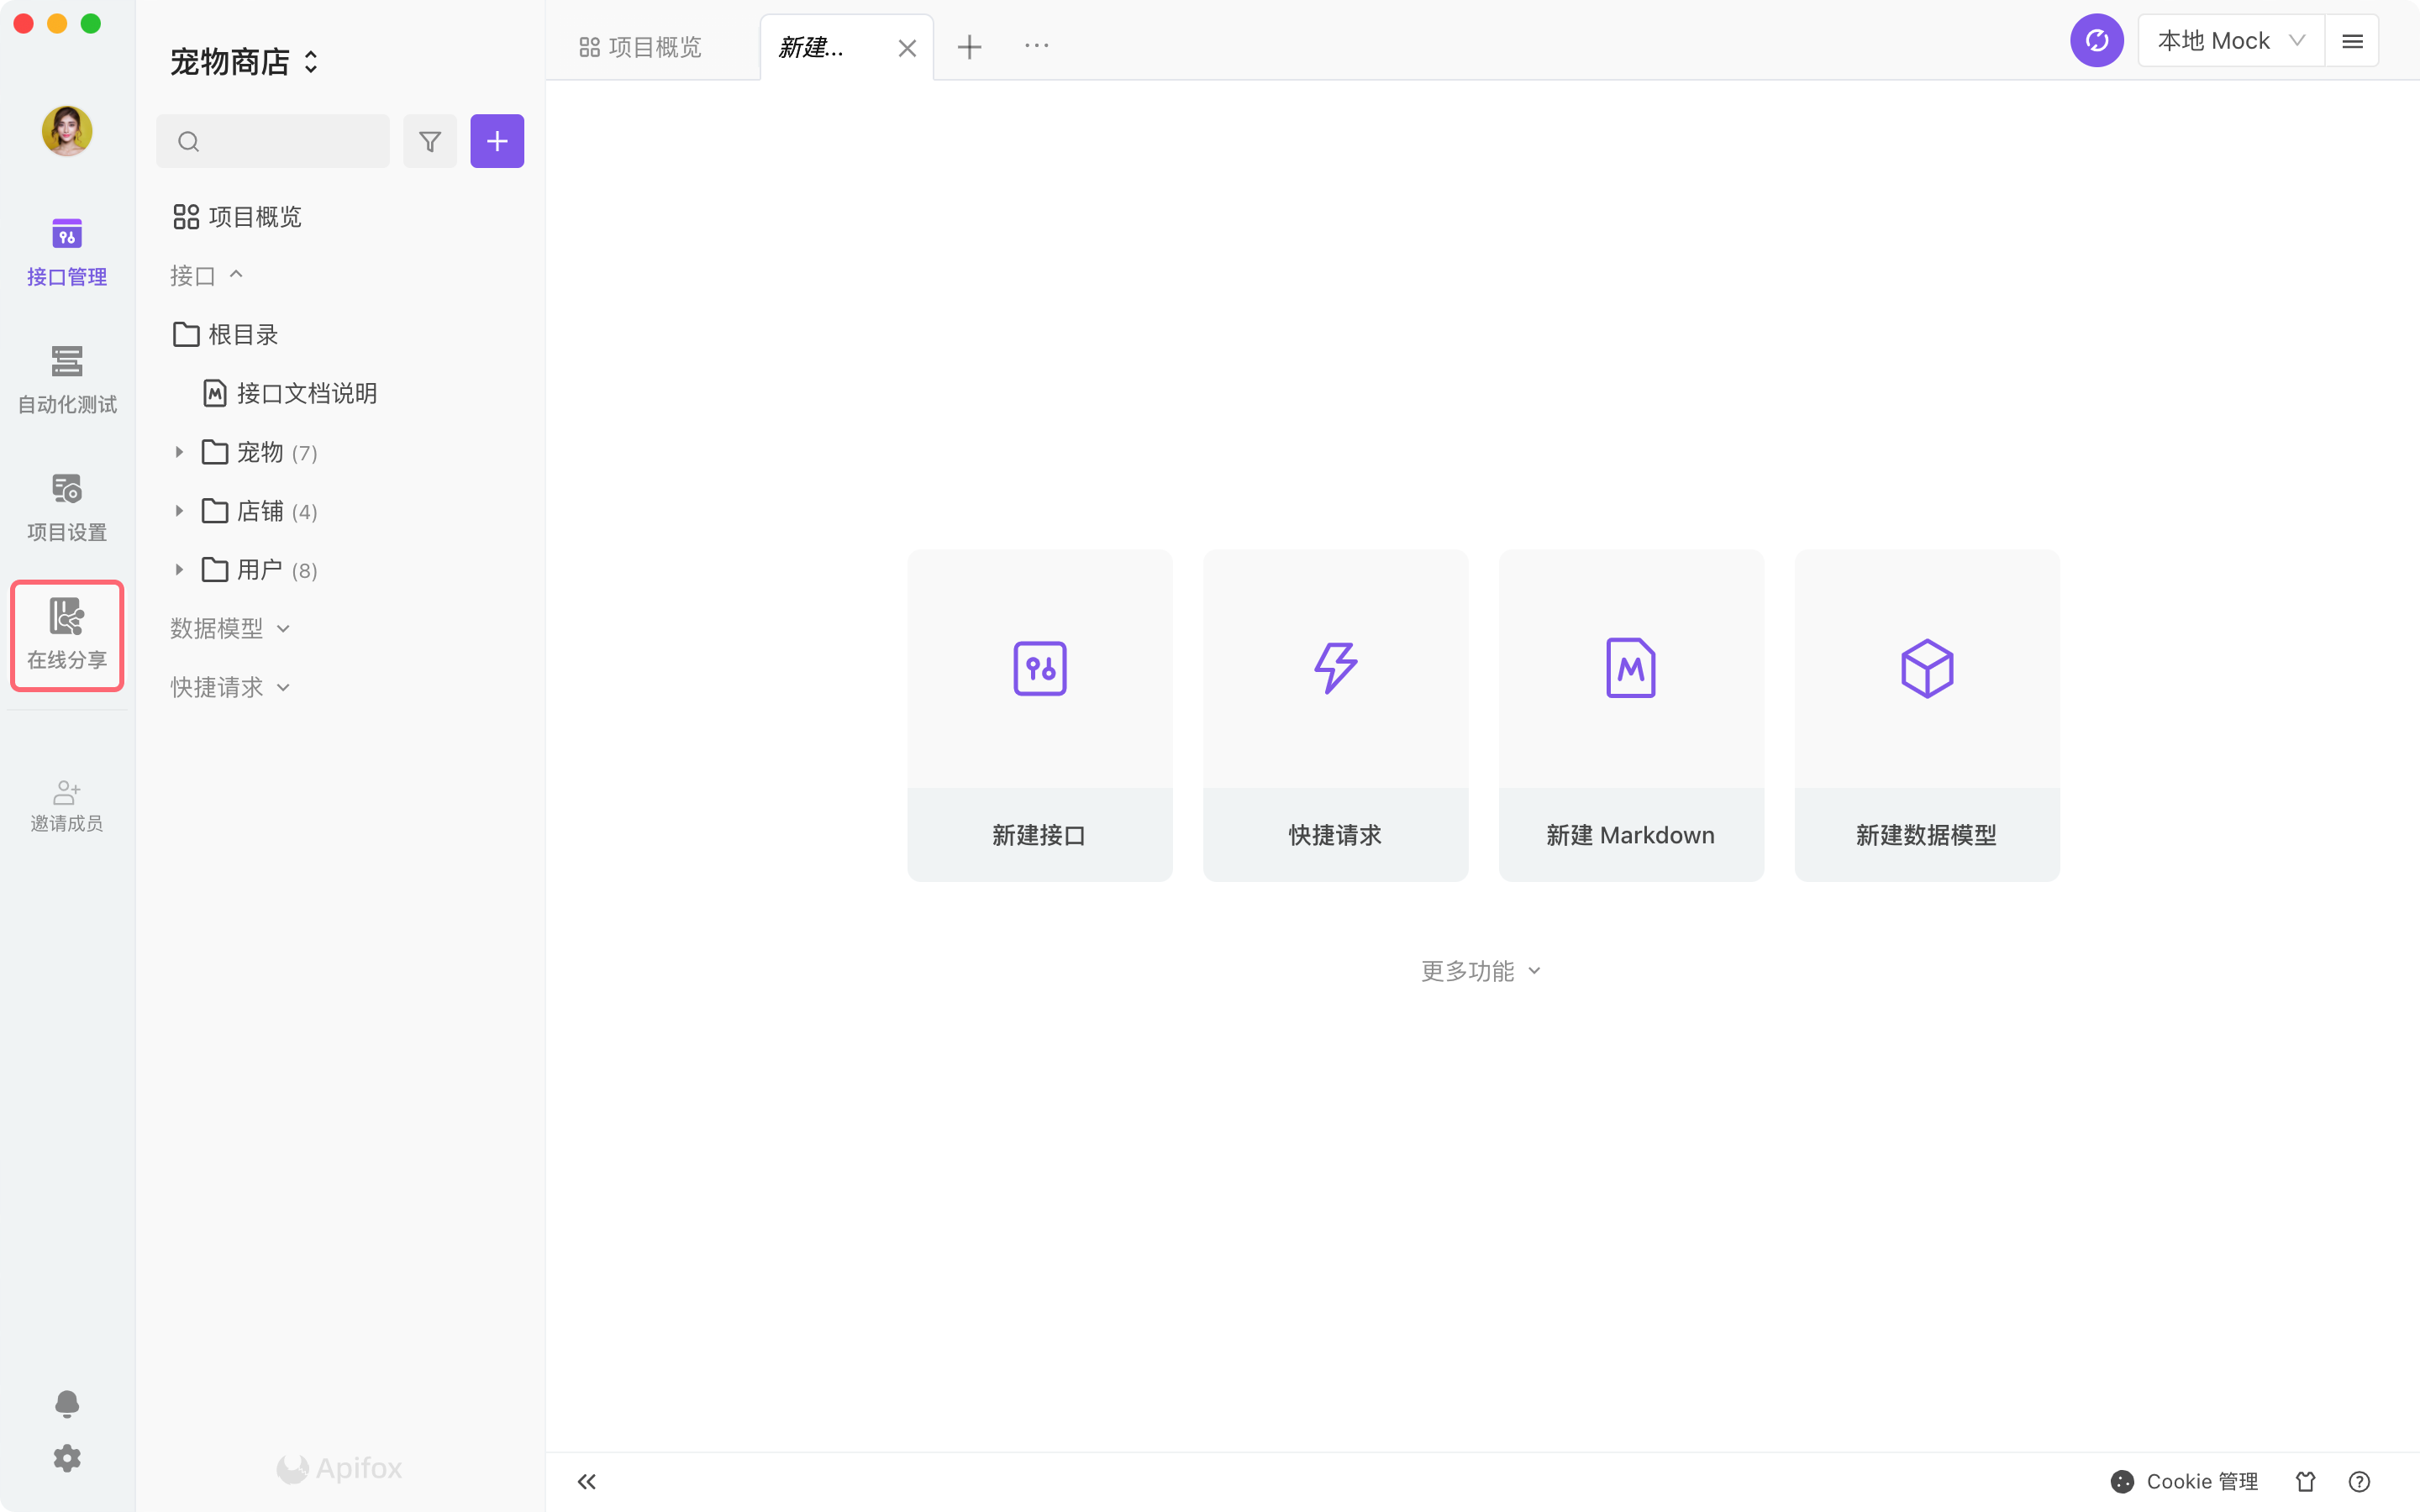 接口管理
自动化测试
项目设置
在线分享
邀请成员
宠物商店
项目概览
接口
根目录
接口文档说明
宠物 (7)
店铺 (4)
用户 (8)
数据模型
快捷请求
Apifox
项目概览
新建...
本地 Mock
新建接口
快捷请求
新建 Markdown
新建数据模型
更多功能
Cookie 管理